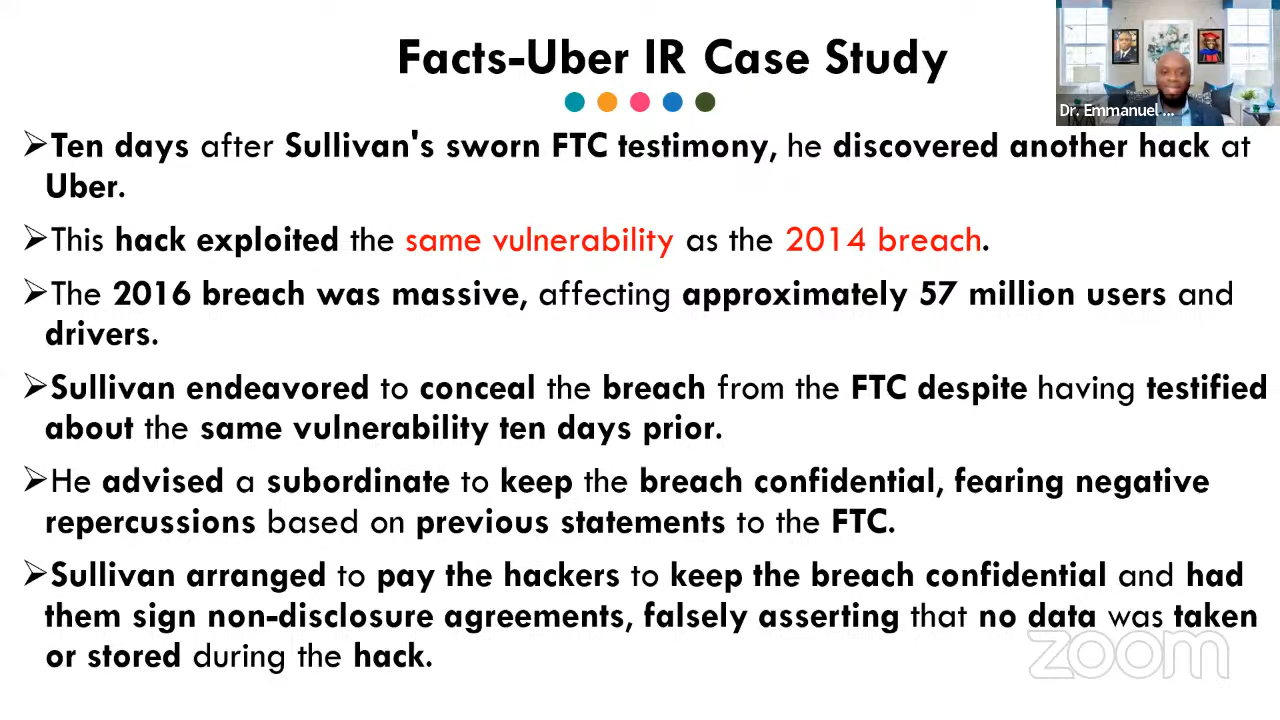 Facts-Uber IR Case Study
Dr. Emmanuel ...
➢Ten days after Sullivan's sworn FTC testimony, he discovered another hack at
Uber.
➢This hack exploited the same vulnerability as the 2014 breach.
➢The 2016 breach was massive, affecting approximately 57 million users and
drivers.
➢Sullivan endeavored to conceal the breach from the FTC despite having testified
about the same vulnerability ten days prior.
➢He advised a subordinate to keep the breach confidential, fearing negative
repercussions based on previous statements to the FTC.
➢Sullivan arranged to pay the hackers to keep the breach confidential and had
them sign non-disclosure agreements, falsely asserting that no data was taken
or stored during the hack.
zoom